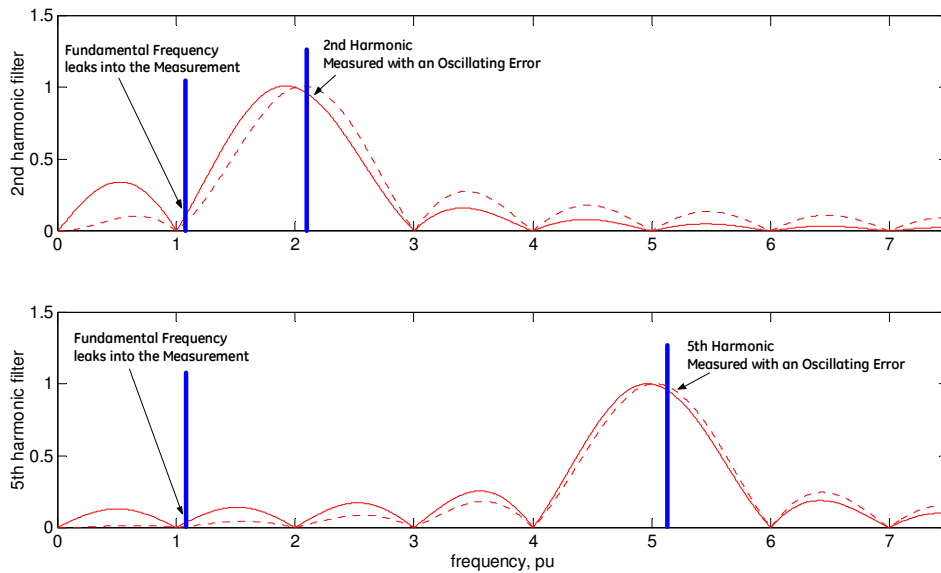 1.5
Fundamental Frequency
leaks into the Measurement
2nd Harmonic
Measured with an Oscillating Error
1
0.5
0
2nd harmonic filter
0 1 2 3 4 5 6 7
1.5
Fundamental Frequency
leaks into the Measurement
5th Harmonic
Measured with an Oscillating Error
1
0.5
0
5th harmonic filter
0 1 2 3 4 5 6 7
frequency, pu